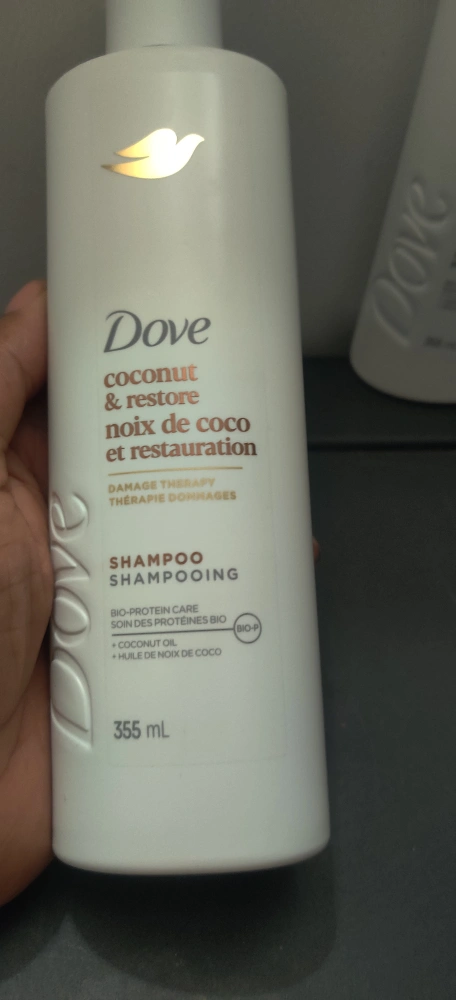 Dove
coconut
& restore
noix de coco
et restauration
DAMAGE THERAPY
THÉRAPIE DOMMAGES
SHAMPOO
SHAMPOOING
BIO-PROTEIN CARE
SOIN DES PROTÉINES BIO
BIO-P
+ COCONUT OIL
+ HUILE DE NOIX DE COCO
355 mL
Dove
Dove